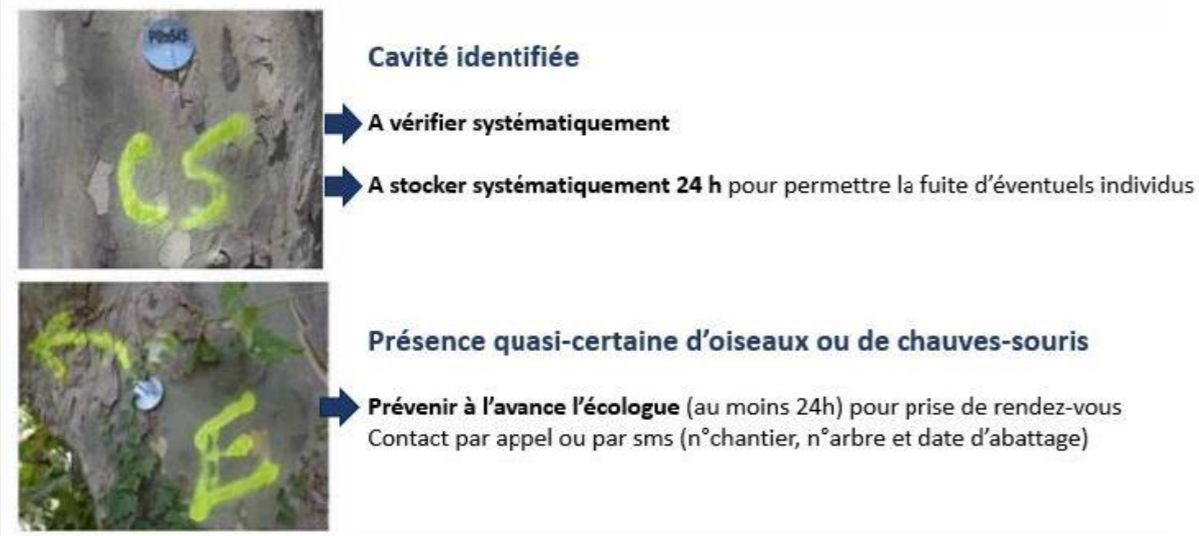 CS
Cavité identifiée
A vérifier systématiquement
A stocker systématiquement 24 h pour permettre la fuite d'éventuels individus
E
Présence quasi-certaine d'oiseaux ou de chauves-souris
Prévenir à l'avance l'écologue (au moins 24h) pour prise de rendez-vous
Contact par appel ou par sms (n°chantier, n°arbre et date d'abattage)